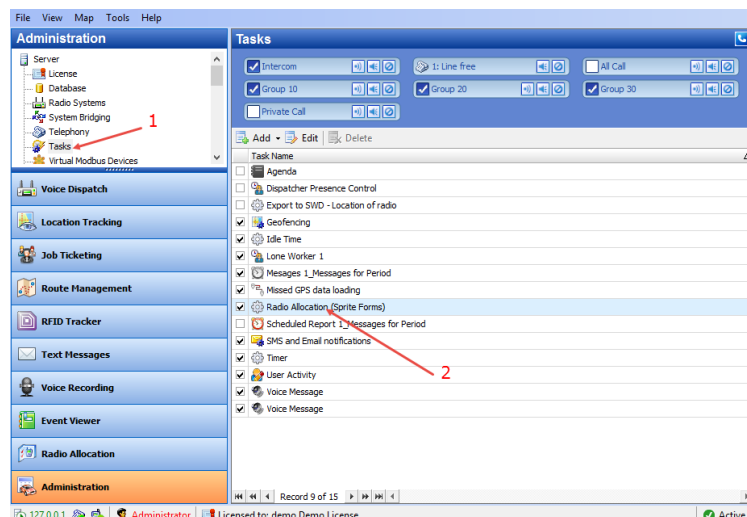 File View Map Tools Help
Administration
Server
License
Database
Radio Systems
System Bridging
Telephony
Tasks
Virtual Modbus Devices
1
Voice Dispatch
Location Tracking
Job Ticketing
Route Management
RFID Tracker
Text Messages
Voice Recording
Event Viewer
Radio Allocation
Administration
Tasks
Intercom
1: Line free
All Call
Group 10
Group 20
Group 30
Private Call
Add Edit Delete
Task Name
Agenda
Dispatcher Presence Control
Export to SWD - Location of radio
Geofencing
Idle Time
Lone Worker 1
Mesages 1_Messages for Period
Missed GPS data loading
Radio Allocation (Sprite Forms)
Scheduled Report 1_Messages for Period
SMS and Email notifications
Timer
User Activity
2
Voice Message
Voice Message
Record 9 of 15
127.0.0.1 Administrator Licensed to: demo Demo License Active